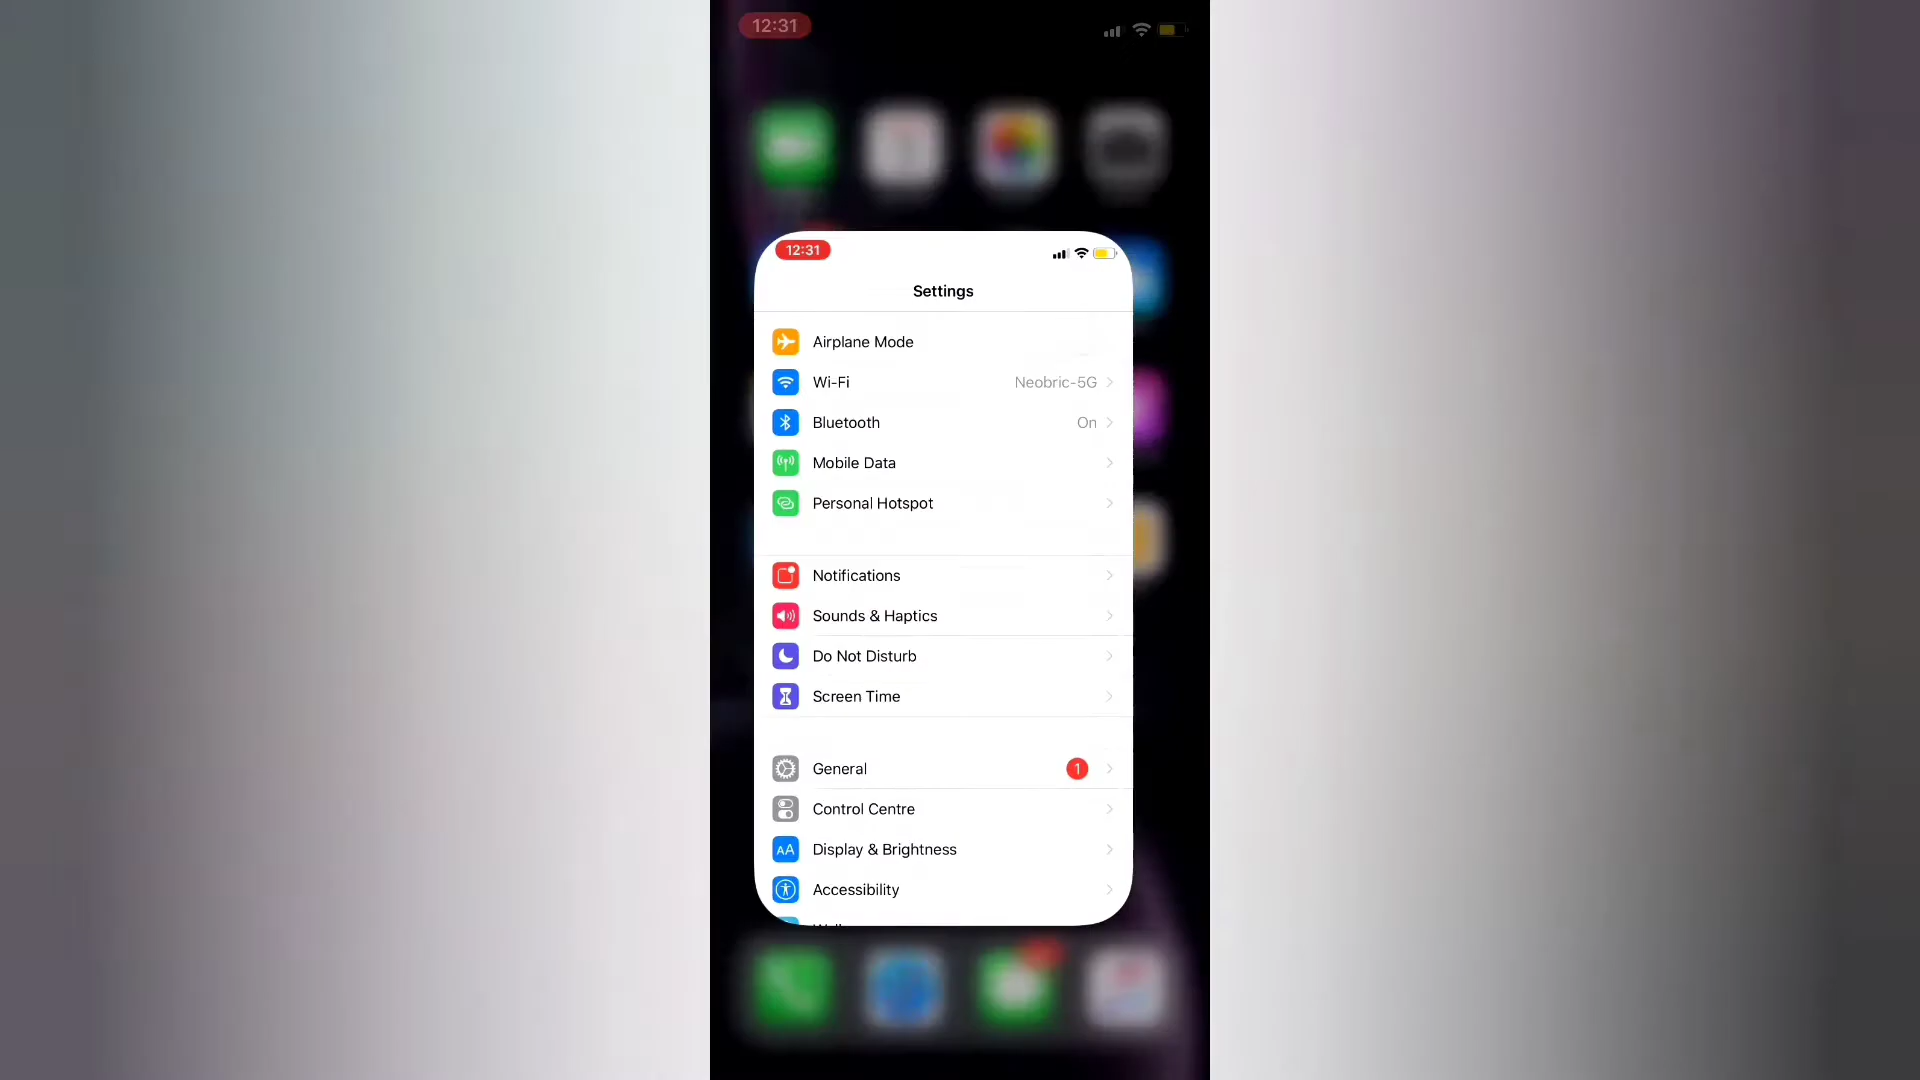 12:31
12:31
Settings
Airplane Mode
Wi-Fi Neobric-5G
Bluetooth On
Mobile Data
Personal Hotspot
Notifications
Sounds & Haptics
Do Not Disturb
Screen Time
General 1
Control Centre
AA Display & Brightness
Accessibility